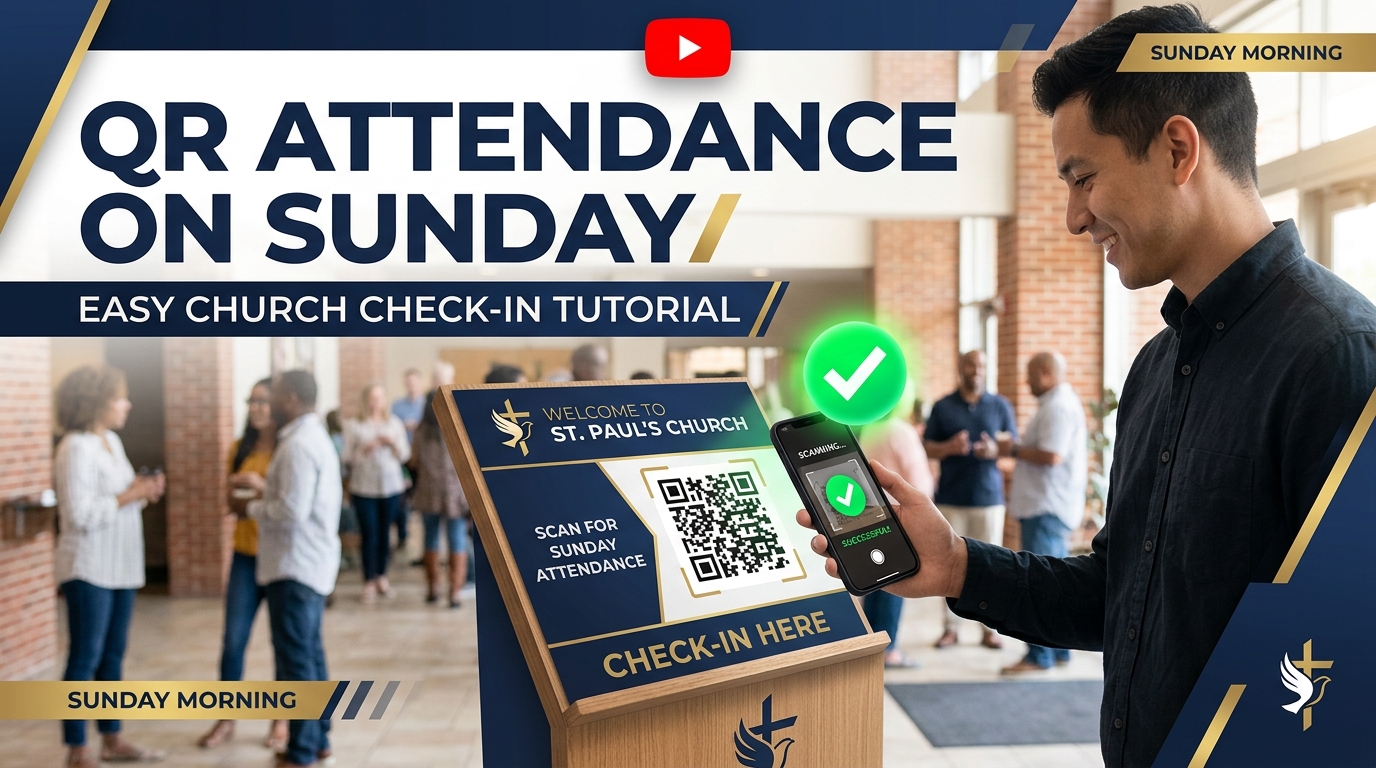 SUNDAY MORNING
QR ATTENDANCE
ON SUNDAY
EASY CHURCH CHECK-IN TUTORIAL
WELCOME TO
ST. PAUL'S CHURCH
SCAN FOR
SUNDAY
ATTENDANCE
CHECK-IN HERE
SCANNING...
SUCCESSFUL!
SUNDAY MORNING